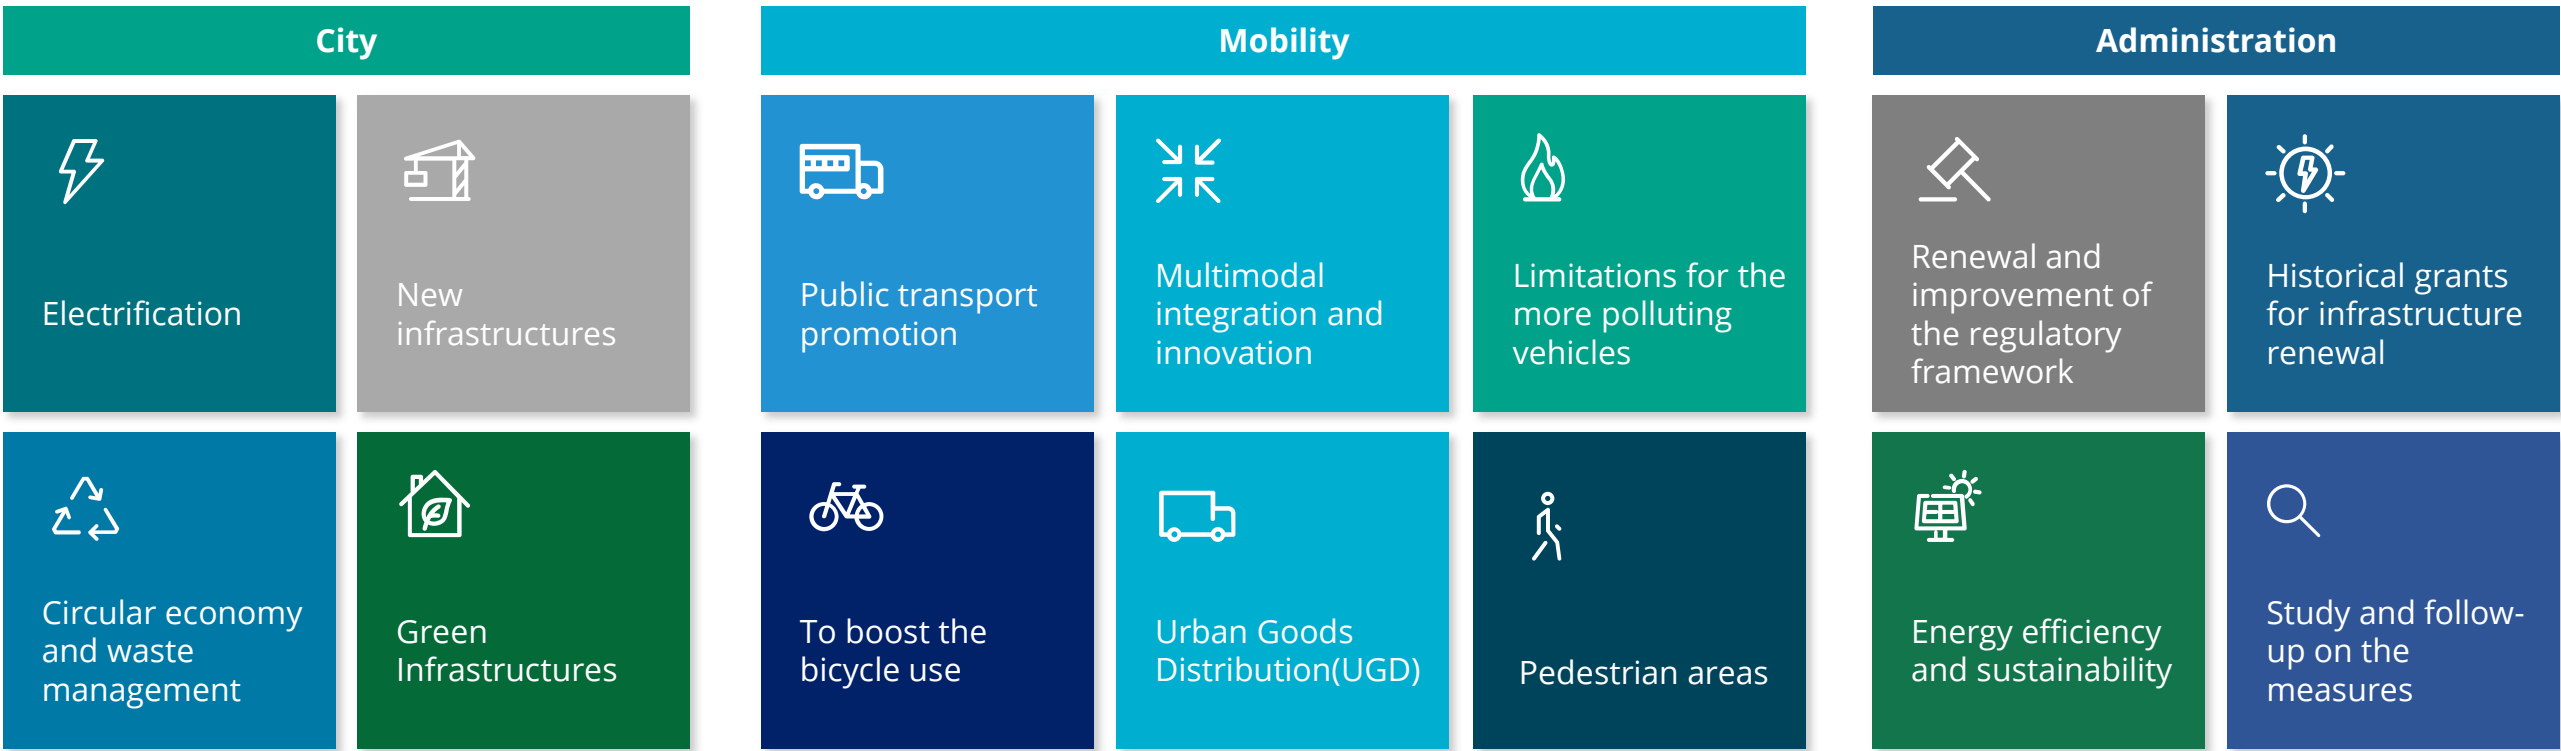 City
Electrification
New
infrastructures
Circular economy
and waste
management
Green
Infrastructures
Mobility
Public transport
promotion
Multimodal
integration and
innovation
Limitations for the
more polluting
vehicles
To boost the
bicycle use
Urban Goods
Distribution(UGD)
Pedestrian areas
Administration
Renewal and
improvement of
the regulatory
framework
Historical grants
for infrastructure
renewal
Energy efficiency
and sustainability
Study and follow-
up on the
measures